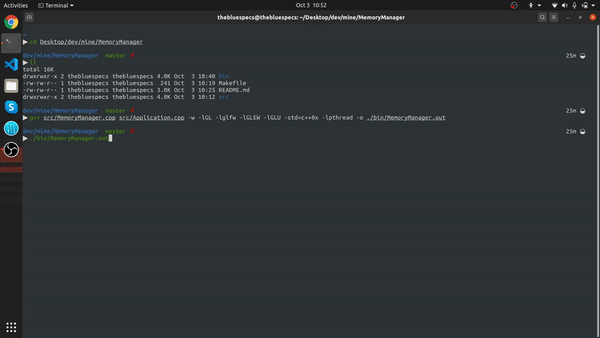 Activities Terminal Oct 3 10:52
thebluespecs@thebluespecs: ~/Desktop/dev/mine/MemoryManager
~
cd Desktop/dev/mine/MemoryManager
dev/mine/MemoryManager master 25m
ll
total 16K
drwxrwxr-x 2 thebluespecs thebluespecs 4.0K Oct 3 10:40 bin
-rw-rw-r-- 1 thebluespecs thebluespecs 241 Oct 3 10:19 Makefile
-rw-rw-r-- 1 thebluespecs thebluespecs 3.0K Oct 3 10:25 README.md
drwxrwxr-x 2 thebluespecs thebluespecs 4.0K Oct 3 10:12 src
dev/mine/MemoryManager master 25m
g++ src/MemoryManager.cpp src/Application.cpp -w -lGL -lglfw -lGLEW -lGLU -std=c++0x -lpthread -o ./bin/MemoryManager.out
dev/mine/MemoryManager master 25m
./bin/MemoryManager.out